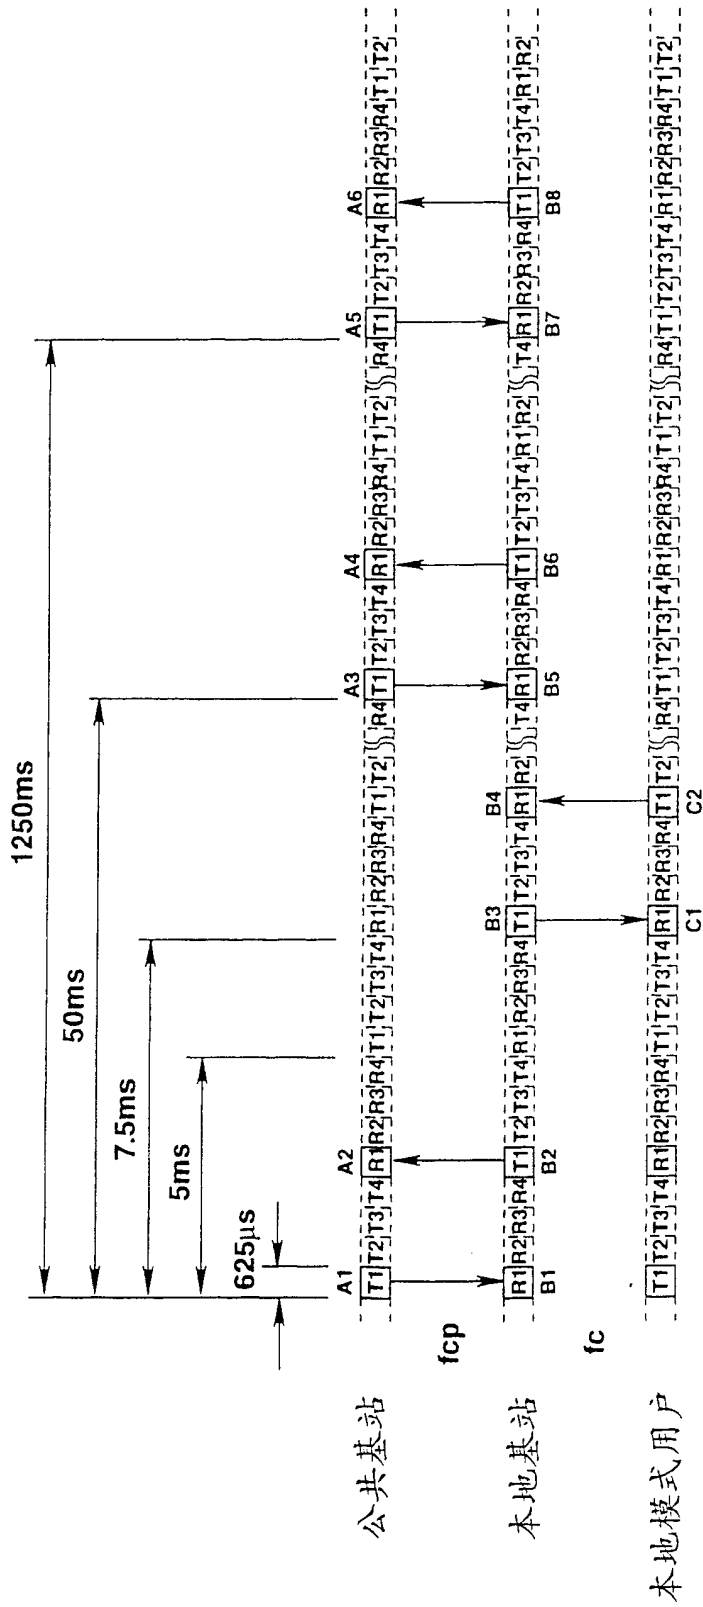 1250ms
50ms
7.5ms
5ms
625μs
A1 A2 A3 A4 A5 A6
公共基站 T1 T2 T3 T4 R1 R2 R3 R4 T1 T2 T3 T4 R1 R2 R3 R4 T1 T2 R4 T1 T2 T3 T4 R1 R2 R3 R4 T1 T2 R4 T1 T2 T3 T4 R1 R2 R3 R4 T1 T2
fcp
B3 B4
本地基站 R1 R2 R3 R4 T1 T2 T3 T4 R1 R2 R3 R4 T1 T2 T3 T4 R1 R2 T4 R1 R2 R3 R4 T1 T2 T3 T4 R1 R2 T4 R1 R2 R3 R4 T1 T2 T3 T4 R1 R2
B1 B2 B5 B6 B7 B8
fc
本地模式用户 T1 T2 T3 T4 R1 R2 R3 R4 T1 T2 T3 T4 R1 R2 R3 R4 T1 T2 R4 T1 T2 T3 T4 R1 R2 R3 R4 T1 T2 R4 T1 T2 T3 T4 R1 R2 R3 R4 T1 T2
C1 C2